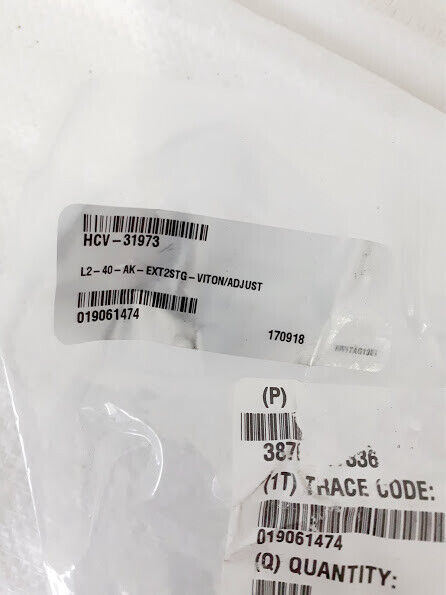 HCV-31973
L2-40-AK-EXT2STG-VITON/ADJUST
019061474
170918
(P)
(1T) TRACE CODE:
019061474
(Q) QUANTITY: